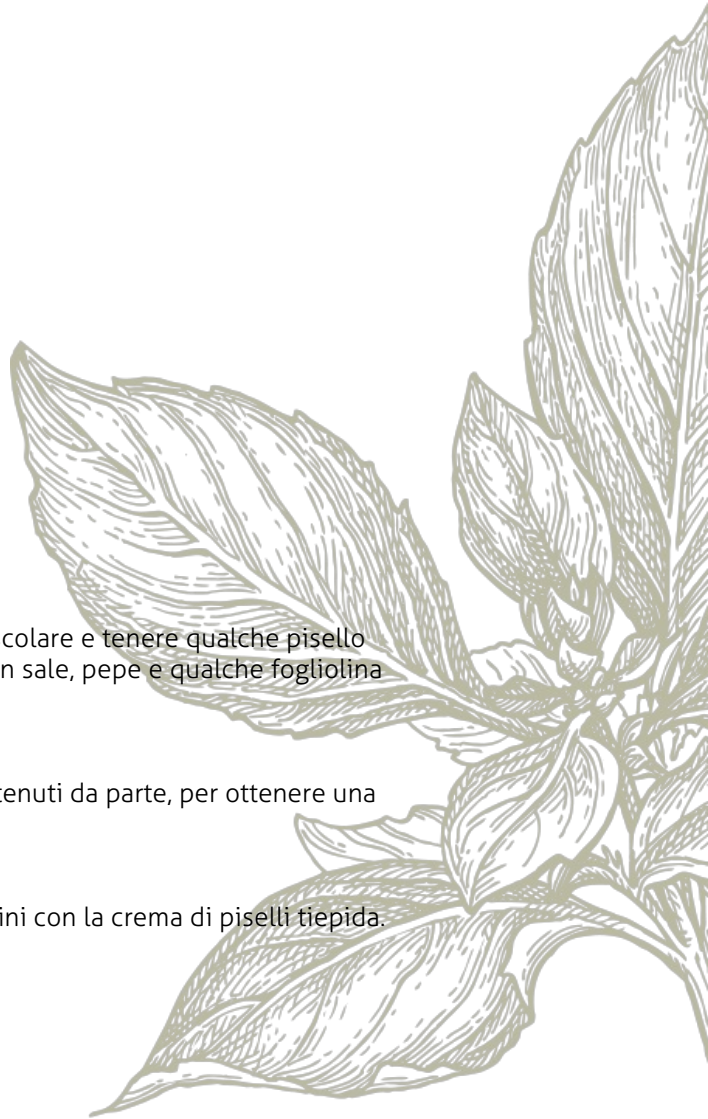 colare e tenere qualche pisello
n sale, pepe e qualche fogliolina
tenuti da parte, per ottenere una
ini con la crema di piselli tiepida.